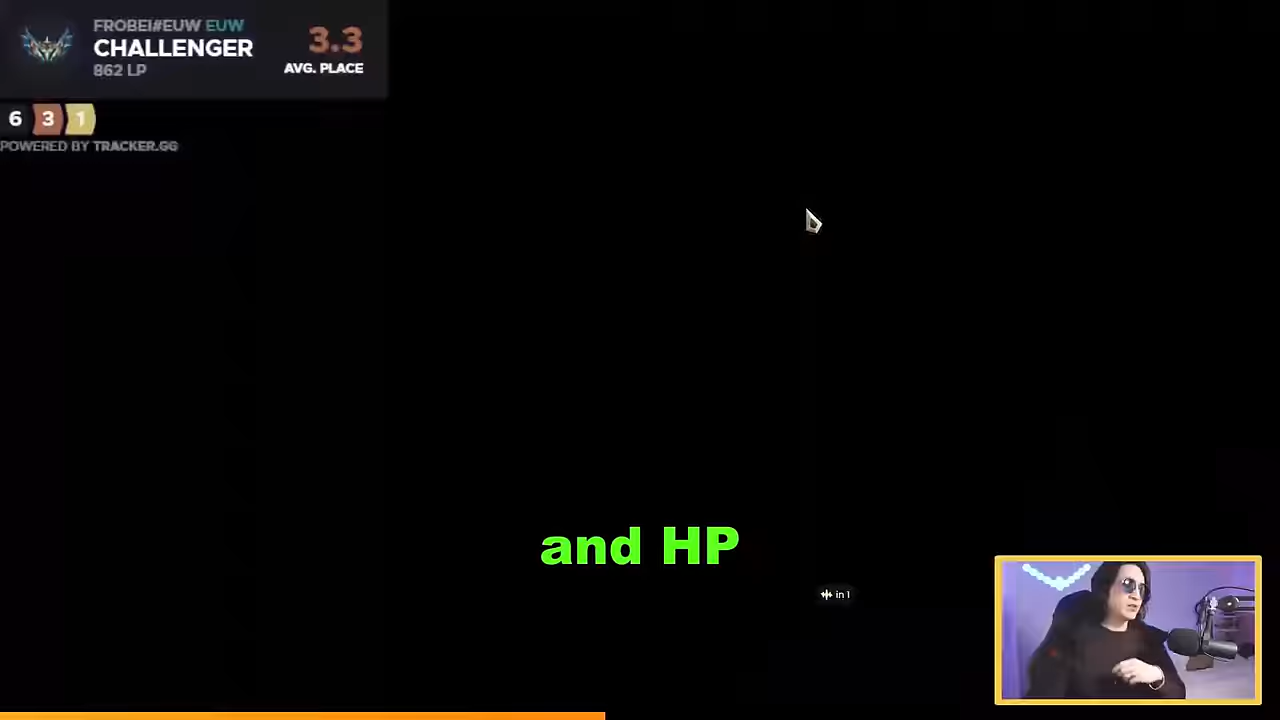 FROBEI#EUW EUW
CHALLENGER
862 LP
3.3
AVG. PLACE
6 3 1
POWERED BY TRACKER.GG
and HP
in 1